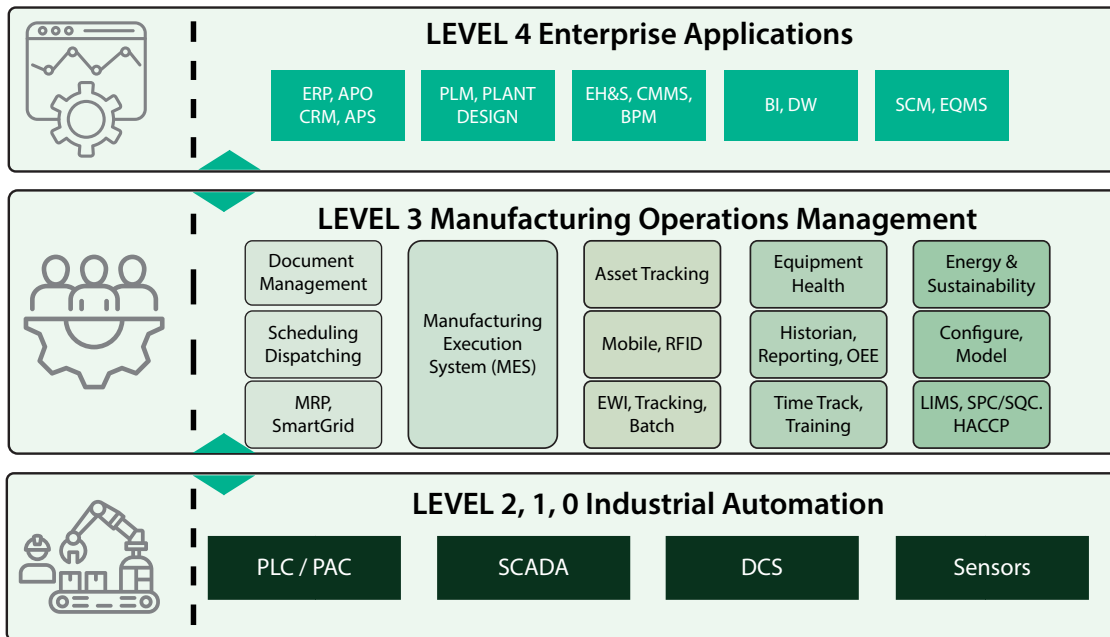 LEVEL 4 Enterprise Applications
ERP, APO
CRM, APS
PLM, PLANT
DESIGN
EH&S, CMMS,
BPM
BI, DW
SCM, EQMS
LEVEL 3 Manufacturing Operations Management
Document
Management
Scheduling
Dispatching
MRP,
SmartGrid
Manufacturing
Execution
System (MES)
Asset Tracking
Mobile, RFID
EWI, Tracking,
Batch
Equipment
Health
Historian,
Reporting, OEE
Time Track,
Training
Energy &
Sustainability
Configure,
Model
LIMS, SPC/SQC.
HACCP
LEVEL 2, 1, 0 Industrial Automation
PLC / PAC
SCADA
DCS
Sensors